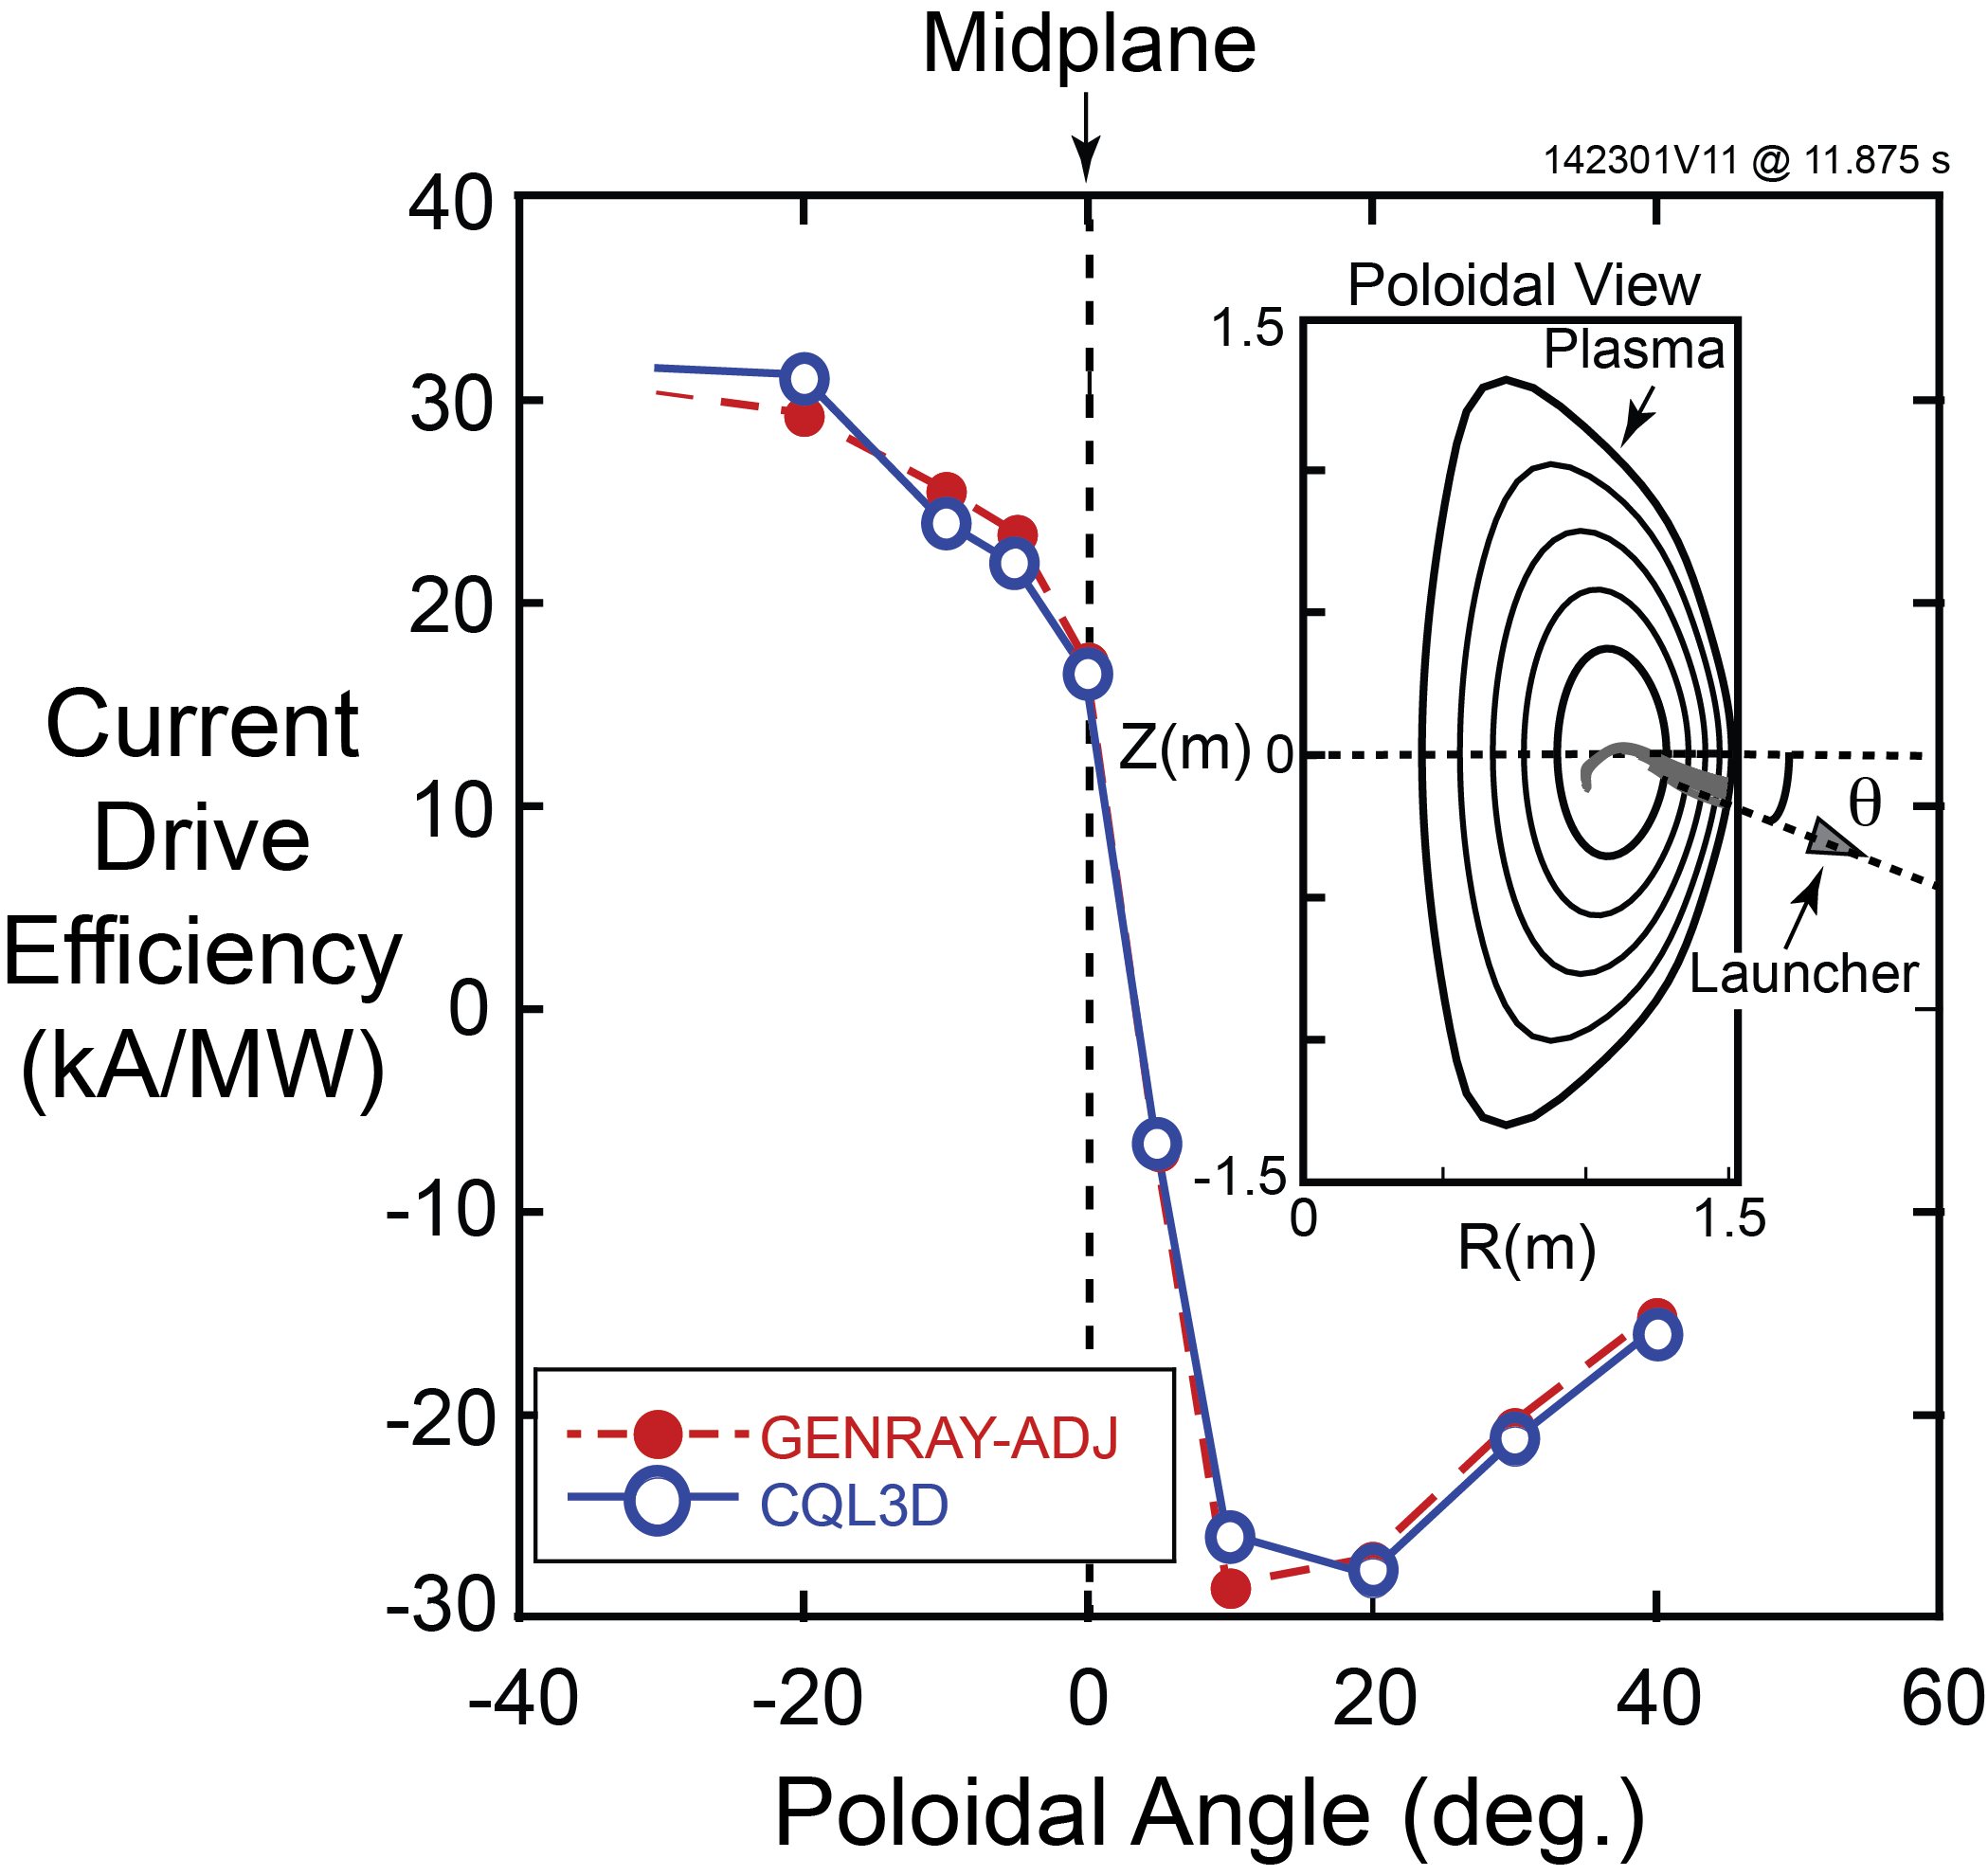 Midplane
142301V11 @ 11.875 s
40
30
20
10
0
-10
-20
-30
Current
Drive
Efficiency
(kA/MW)
Poloidal View
Plasma
1.5
Z(m)
0
θ
Launcher
-1.5
0
1.5
R(m)
GENRAY-ADJ
CQL3D
-40
-20
0
20
40
60
Poloidal Angle (deg.)